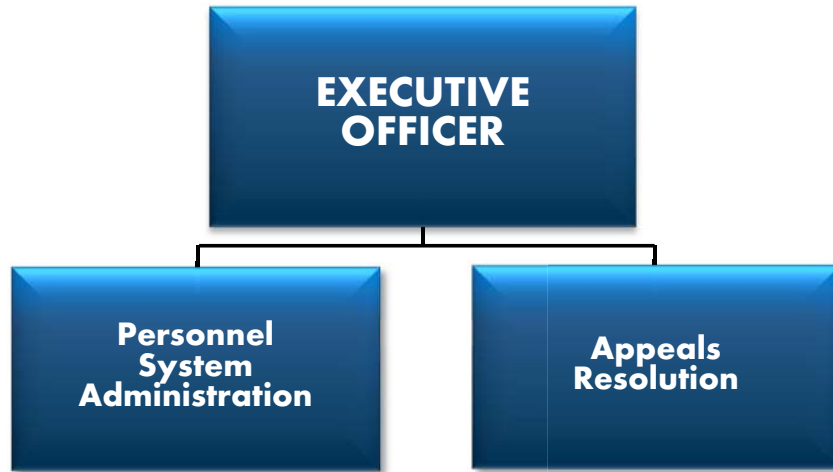 EXECUTIVE
OFFICER
Personnel
System
Administration
Appeals
Resolution